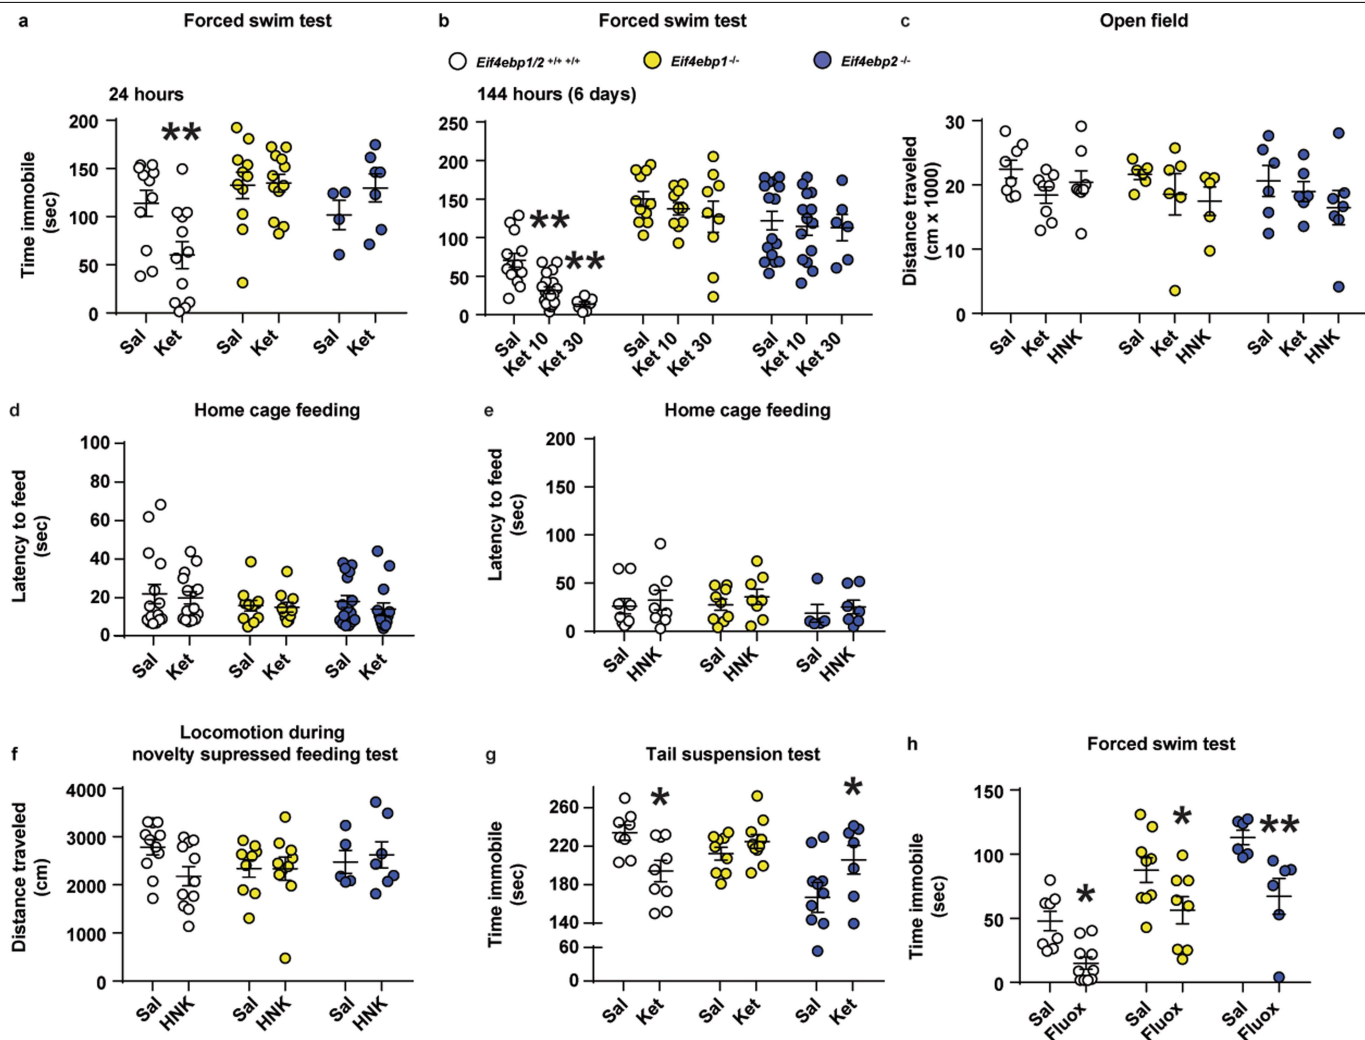 a Forced swim test
b Forced swim test
c Open field
Eif4ebp1/2 +/+ +/+ Eif4ebp1-/- Eif4ebp2 -/-
24 hours
Time immobile
(sec)
200
150
100
50
0
**
Sal Ket Sal Ket Sal Ket
144 hours (6 days)
250
200
150
100
50
0
**
**
Sal Ket 10 Ket 30 Sal Ket 10 Ket 30 Sal Ket 10 Ket 30
Distance traveled
(cm x 1000)
30
20
10
0
Sal Ket HNK Sal Ket HNK Sal Ket HNK
d Home cage feeding
Latency to feed
(sec)
100
80
60
40
20
0
Sal Ket Sal Ket Sal Ket
e Home cage feeding
Latency to feed
(sec)
200
150
100
50
0
Sal HNK Sal HNK Sal HNK
f Locomotion during
novelty supressed feeding test
Distance traveled
(cm)
4000
3000
2000
1000
0
Sal HNK Sal HNK Sal HNK
g Tail suspension test
Time immobile
(sec)
260
220
180
140
60
0
*
*
Sal Ket Sal Ket Sal Ket
h Forced swim test
Time immobile
(sec)
150
100
50
0
*
*
**
Sal Fluox Sal Fluox Sal Fluox